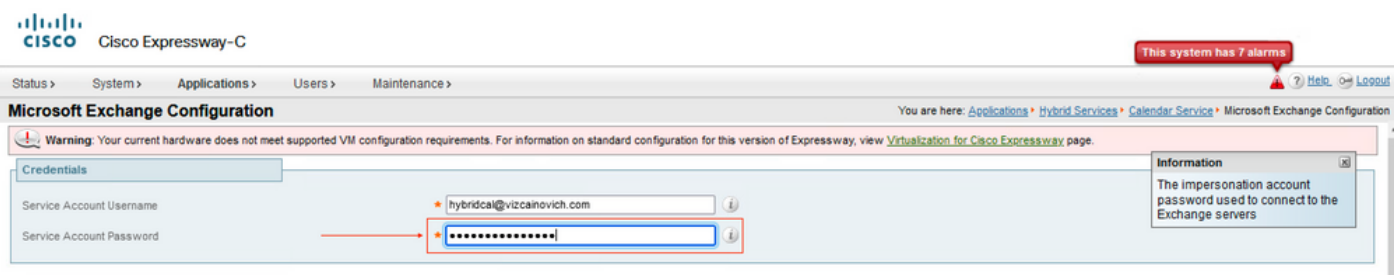 CISCO Cisco Expressway-C
This system has 7 alarms
Status > System > Applications > Users > Maintenance > ? Help Logout
Microsoft Exchange Configuration You are here: Applications Hybrid Services Calendar Service Microsoft Exchange Configuration
Warning: Your current hardware does not meet supported VM configuration requirements. For information on standard configuration for this version of Expressway, view Virtualization for Cisco Expressway page.
Credentials
Information x
The impersonation account
password used to connect to the
Exchange servers
Service Account Username * hybridcal@vizcainovich.com i
Service Account Password * ••••••••••••••• i